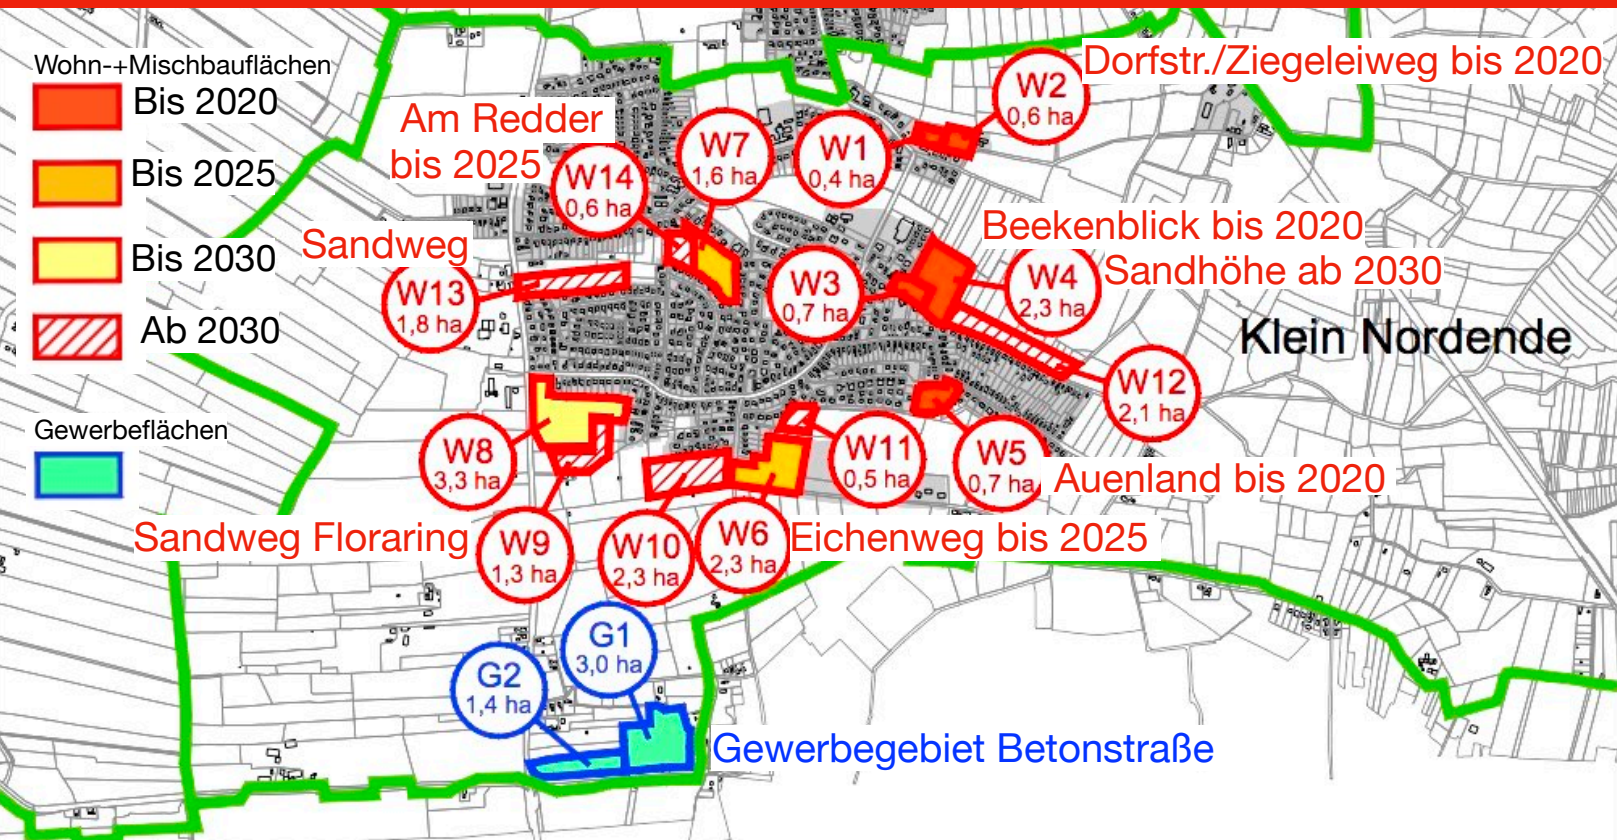 Wohn-+Mischbauflächen
Bis 2020
Bis 2025
Bis 2030
Ab 2030
Gewerbeflächen
Dorfstr./Ziegeleiweg bis 2020
W2
0,6 ha
Am Redder
bis 2025
W14
0,6 ha
W7
1,6 ha
W1
0,4 ha
Sandweg
W13
1,8 ha
W3
0,7 ha
Beekenblick bis 2020
W4
2,3 ha
Sandhöhe ab 2030
Klein Nordende
W12
2,1 ha
W8
3,3 ha
W11
0,5 ha
W5
0,7 ha
Auenland bis 2020
Sandweg Floraring
W9
1,3 ha
W10
2,3 ha
W6
2,3 ha
Eichenweg bis 2025
G1
3,0 ha
G2
1,4 ha
Gewerbegebiet Betonstraße